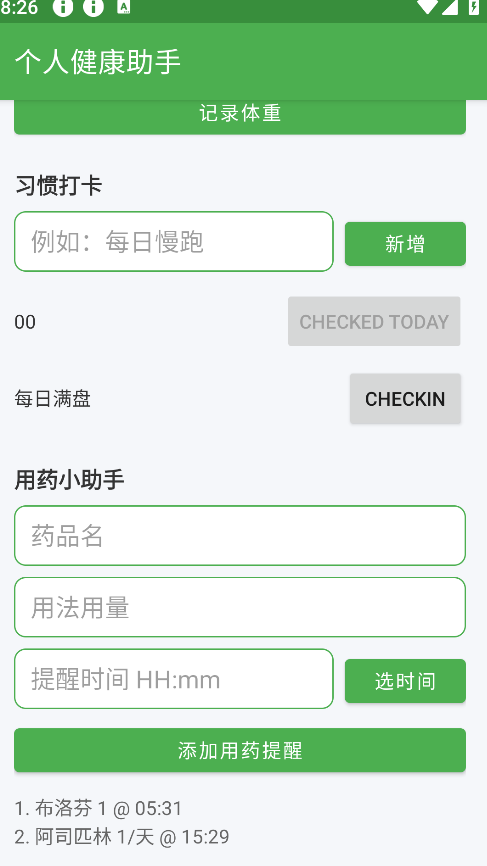 8:26
个人健康助手
记录体重
习惯打卡
例如：每日慢跑
新增
00
CHECKED TODAY
每日满盘
CHECKIN
用药小助手
药品名
用法用量
提醒时间 HH:mm
选时间
添加用药提醒
1. 布洛芬 1 @ 05:31
2. 阿司匹林 1/天 @ 15:29